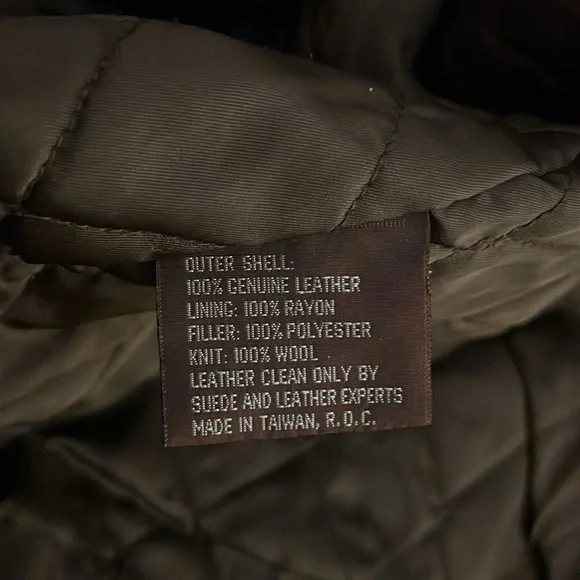 OUTER SHELL:
100% GENUINE LEATHER
LINING: 100% RAYON
FILLER: 100% POLYESTER
KNIT: 100% WOOL
LEATHER CLEAN ONLY BY
SUEDE AND LEATHER EXPERTS
MADE IN TAIWAN, R.O.C.